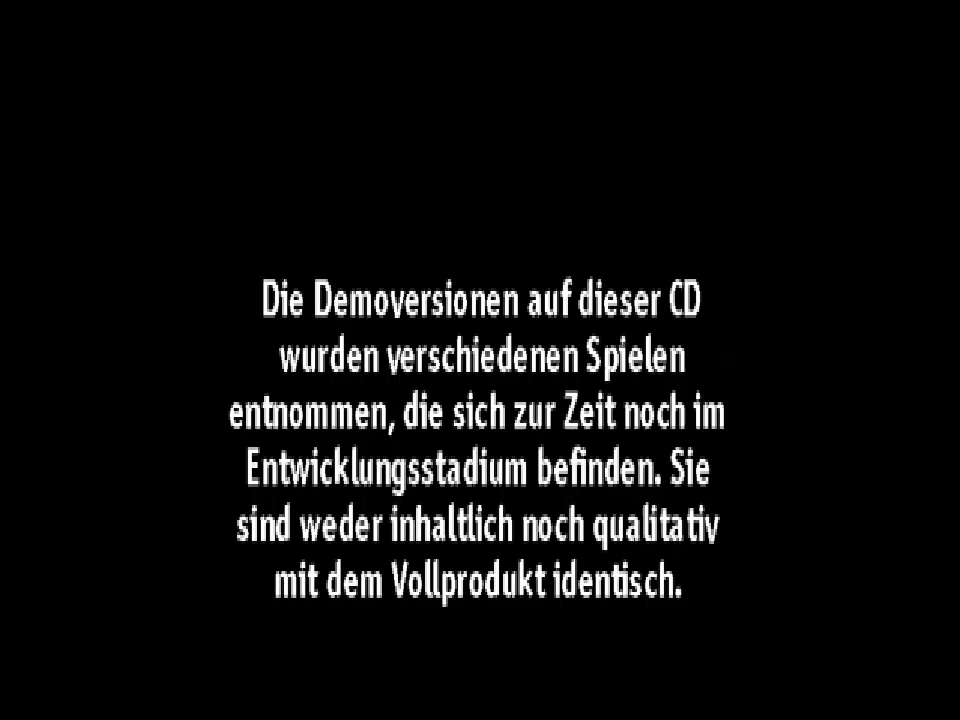 Die Demoversionen auf dieser CD
wurden verschiedenen Spielen
entnommen, die sich zur Zeit noch im
Entwicklungsstadium befinden. Sie
sind weder inhaltlich noch qualitativ
mit dem Vollprodukt identisch.